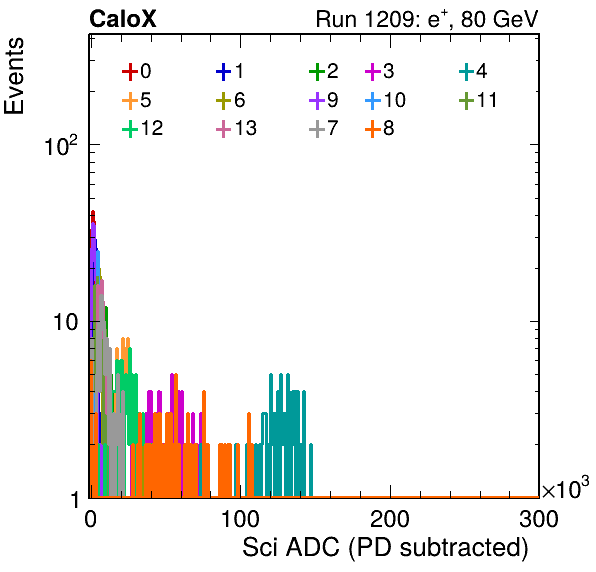 CaloX Run 1209: e⁺, 80 GeV
Events
0 1 2 3 4
5 6 9 10 11
12 13 7 8
10²
10
1
0 100 200 300
×10³
Sci ADC (PD subtracted)